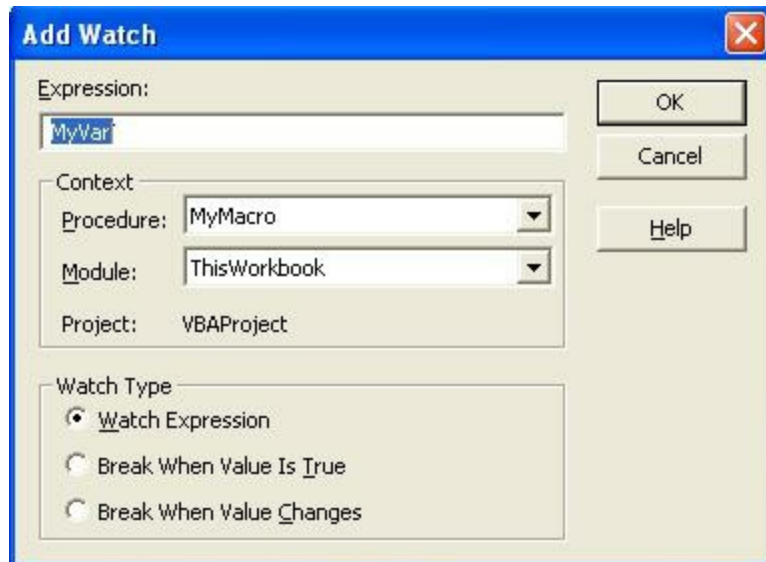 Add Watch
Expression:
OK
MyVar
Cancel
Context
Procedure: MyMacro
Help
Module: ThisWorkbook
Project: VBAProject
Watch Type
Watch Expression
Break When Value Is True
Break When Value Changes